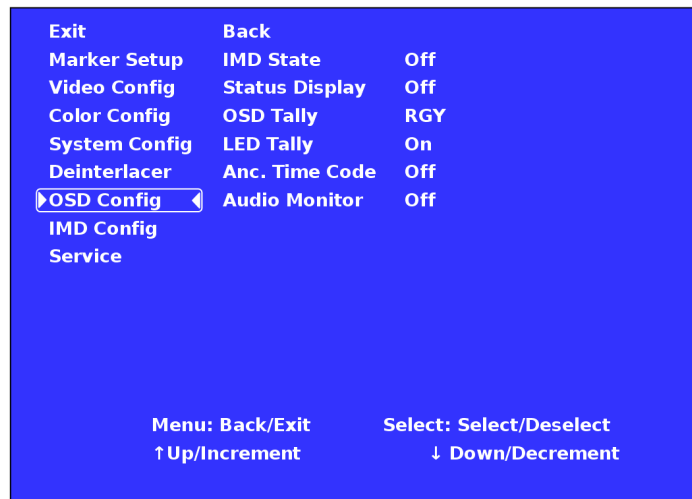 Exit Back
Marker Setup IMD State Off
Video Config Status Display Off
Color Config OSD Tally RGY
System Config LED Tally On
Deinterlacer Anc. Time Code Off
OSD Config Audio Monitor Off
IMD Config
Service
Menu: Back/Exit Select: Select/Deselect
↑Up/Increment ↓ Down/Decrement